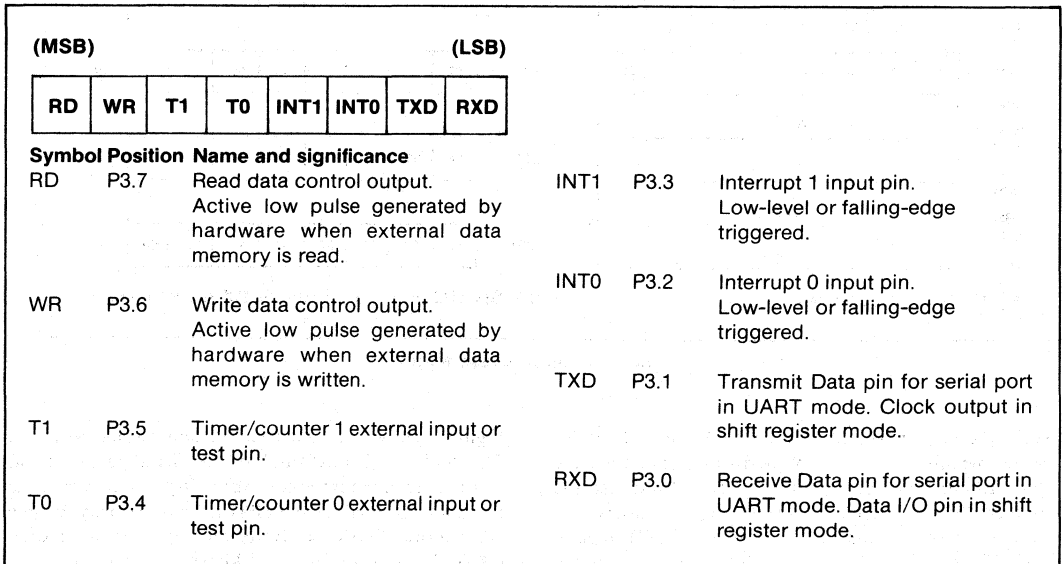 (MSB) (LSB)
RD WR T1 T0 INT1 INT0 TXD RXD
Symbol Position Name and significance
RD P3.7 Read data control output.
Active low pulse generated by
hardware when external data
memory is read.
WR P3.6 Write data control output.
Active low pulse generated by
hardware when external data
memory is written.
T1 P3.5 Timer/counter 1 external input or
test pin.
T0 P3.4 Timer/counter 0 external input or
test pin.
INT1 P3.3 Interrupt 1 input pin.
Low-level or falling-edge
triggered.
INT0 P3.2 Interrupt 0 input pin.
Low-level or falling-edge
triggered.
TXD P3.1 Transmit Data pin for serial port
in UART mode. Clock output in
shift register mode.
RXD P3.0 Receive Data pin for serial port in
UART mode. Data I/O pin in shift
register mode.